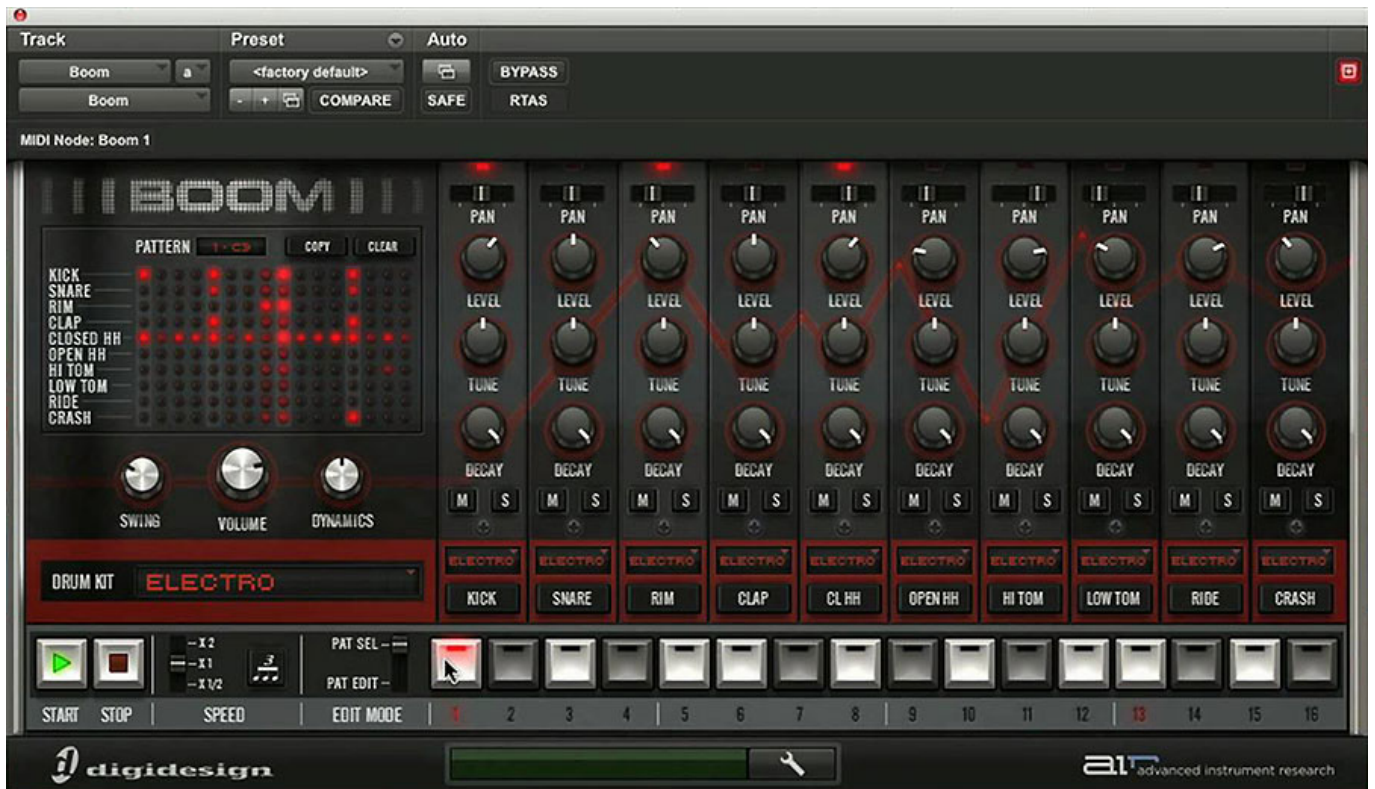 Track Preset Auto
Boom a <factory default> BYPASS
Boom - + COMPARE SAFE RTAS
MIDI Node: Boom 1
BOOM
PATTERN 1 - C3 COPY CLEAR
KICK
SNARE
RIM
CLAP
CLOSED HH
OPEN HH
HI TOM
LOW TOM
RIDE
CRASH
SWING VOLUME DYNAMICS
PAN PAN PAN PAN PAN PAN PAN PAN PAN PAN
LEVEL LEVEL LEVEL LEVEL LEVEL LEVEL LEVEL LEVEL LEVEL LEVEL
TUNE TUNE TUNE TUNE TUNE TUNE TUNE TUNE TUNE TUNE
DECAY DECAY DECAY DECAY DECAY DECAY DECAY DECAY DECAY DECAY
M S M S M S M S M S M S M S M S M S M S
ELECTRO ELECTRO ELECTRO ELECTRO ELECTRO ELECTRO ELECTRO ELECTRO ELECTRO ELECTRO
DRUM KIT ELECTRO
KICK SNARE RIM CLAP CL HH OPEN HH HI TOM LOW TOM RIDE CRASH
X2
X1
X1/2
3
PAT SEL
PAT EDIT
START STOP SPEED EDIT MODE 1 2 3 4 5 6 7 8 9 10 11 12 13 14 15 16
digidesign
aır advanced instrument research